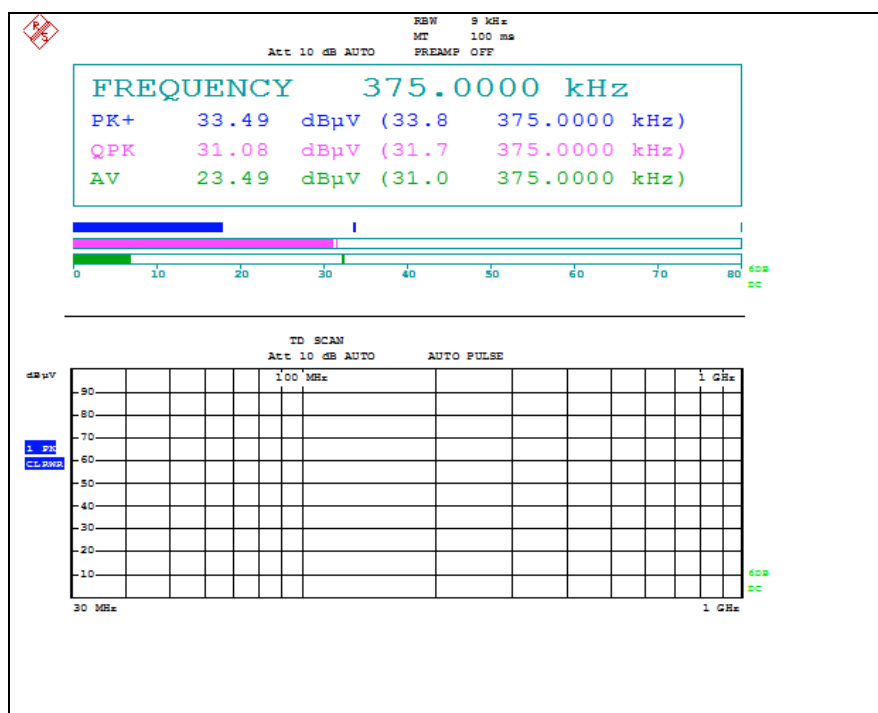 R S
RBW 9 kHz
MT 100 ms
Att 10 dB AUTO PREAMP OFF
FREQUENCY 375.0000 kHz
PK+ 33.49 dBµV (33.8 375.0000 kHz)
QPK 31.08 dBµV (31.7 375.0000 kHz)
AV 23.49 dBµV (31.0 375.0000 kHz)
0 10 20 30 40 50 60 70 80 6DB
DC
TD SCAN
Att 10 dB AUTO AUTO PULSE
dBµV
100 MHz 1 GHz
90
80
70
1 PK
CLRWR
60
50
40
30
20
10
6DB
DC
30 MHz 1 GHz